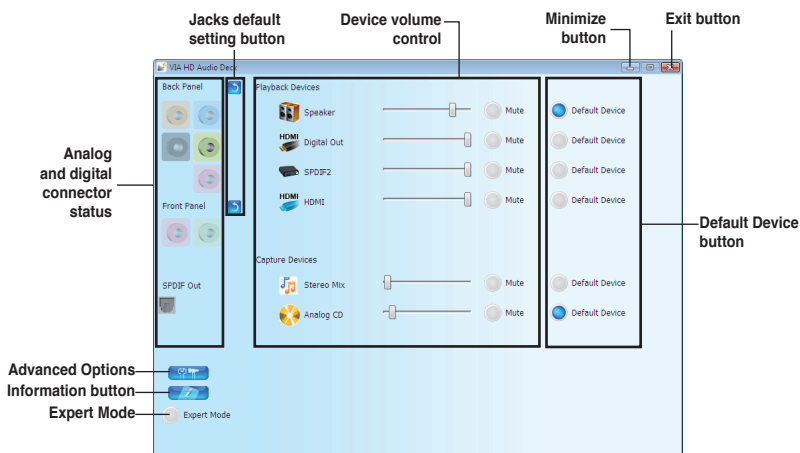 Jacks default
setting button
Device volume
control
Minimize
button
Exit button
VIA HD Audio Deck
Back Panel
Playback Devices
Speaker
Mute
Default Device
HDMI
Digital Out
Mute
Default Device
SPDIF2
Mute
Default Device
HDMI
HDMI
Mute
Default Device
Analog
and digital
connector
status
Front Panel
Default Device
button
Capture Devices
SPDIF Out
Stereo Mix
Mute
Default Device
Analog CD
Mute
Default Device
Advanced Options
Information button
Expert Mode
Expert Mode